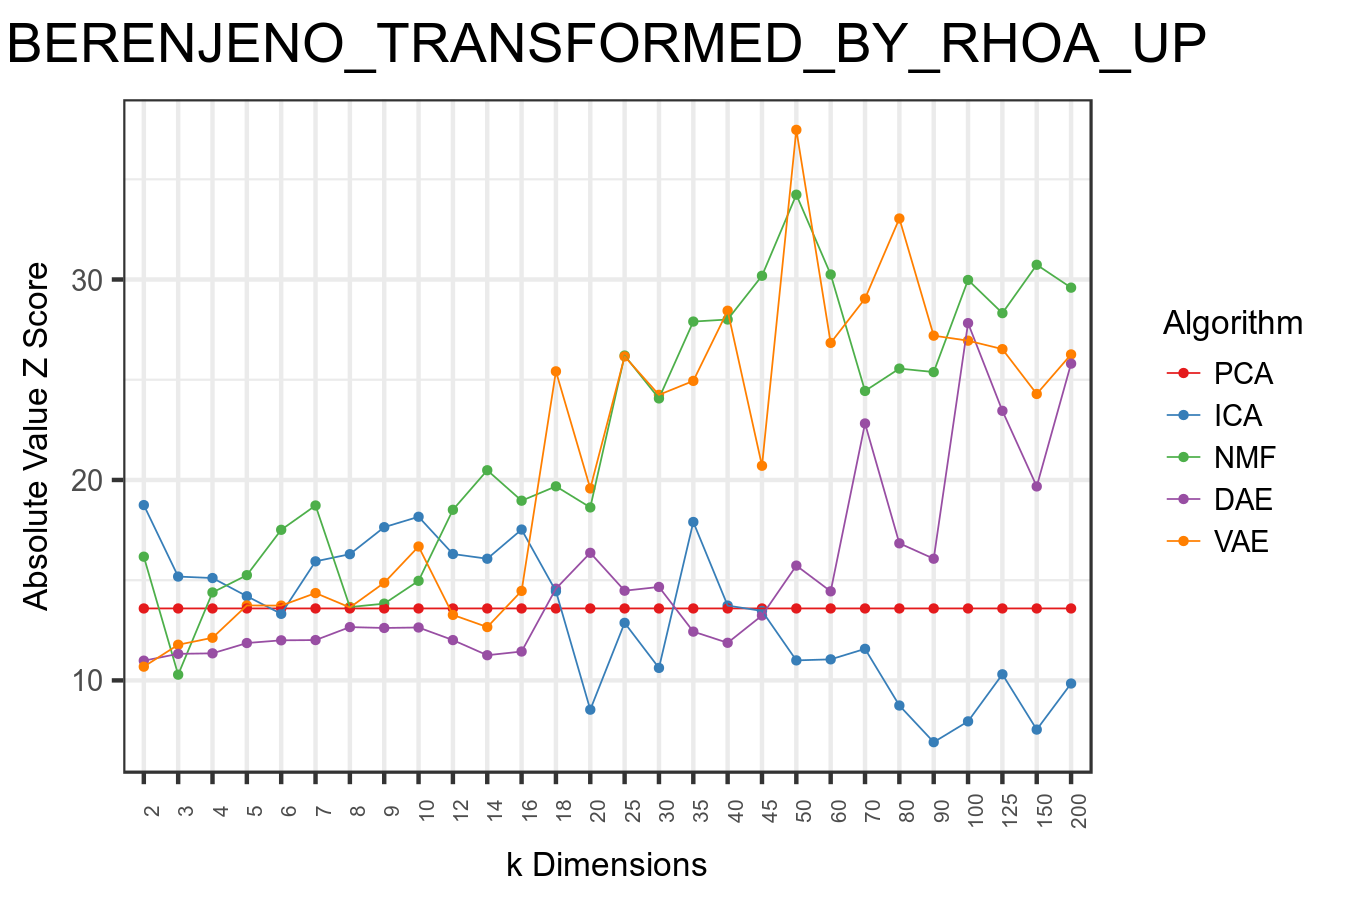 BERENJENO_TRANSFORMED_BY_RHOA_UP
Absolute Value Z Score
30
20
10
2 3 4 5 6 7 8 9 10 12 14 16 18 20 25 30 35 40 45 50 60 70 80 90 100 125 150 200
k Dimensions
Algorithm
PCA
ICA
NMF
DAE
VAE